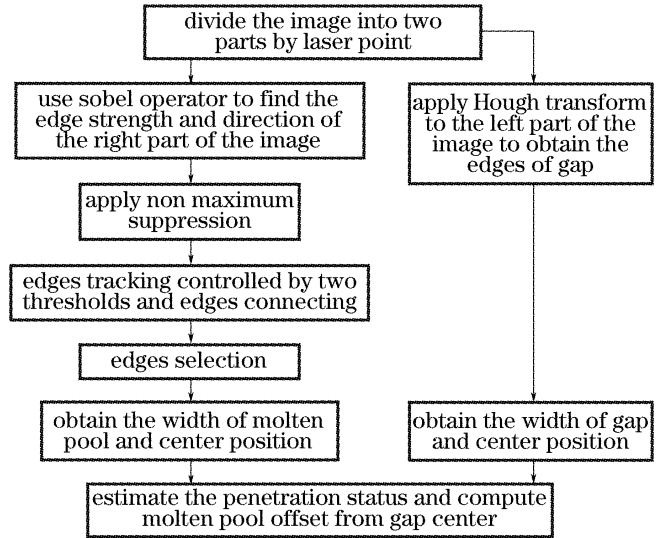 divide the image into two
parts by laser point
use sobel operator to find the
edge strength and direction of
the right part of the image
apply non maximum
suppression
edges tracking controlled by two
thresholds and edges connecting
edges selection
obtain the width of molten
pool and center position
apply Hough transform
to the left part of the
image to obtain the
edges of gap
obtain the width of gap
and center position
estimate the penetration status and compute
molten pool offset from gap center